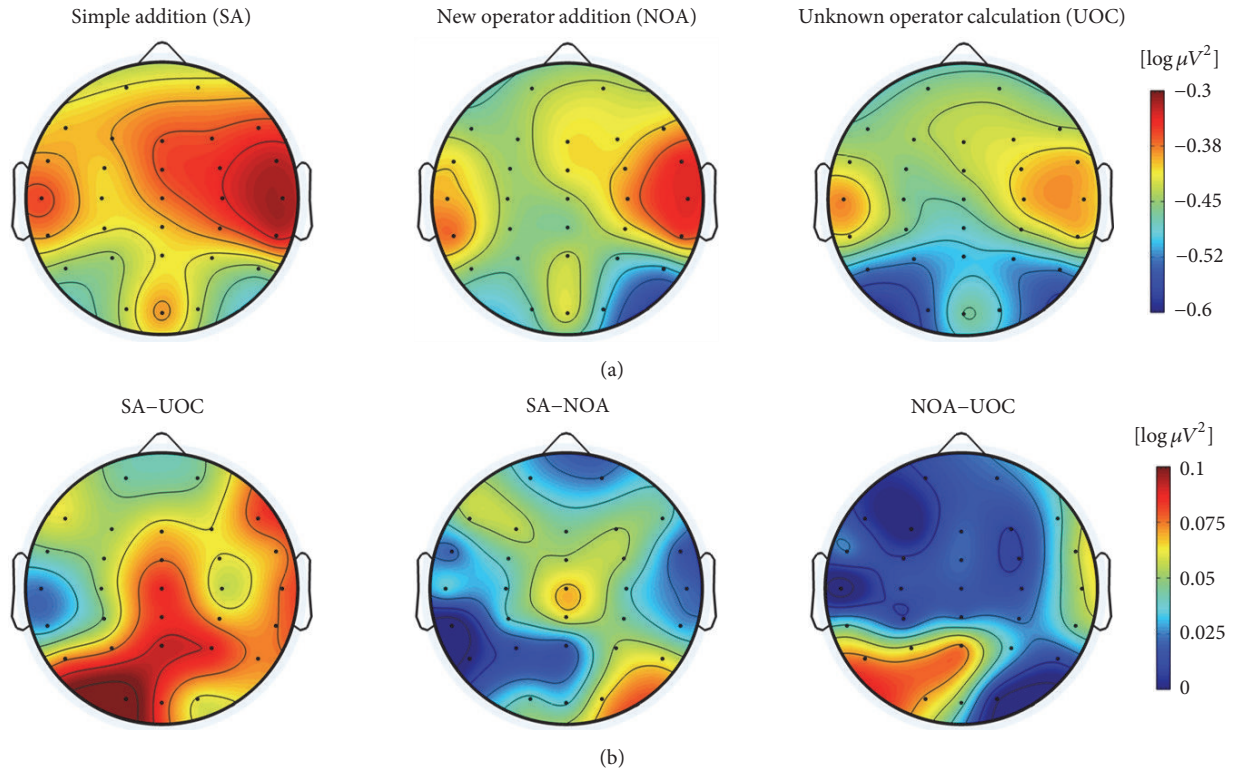 Simple addition (SA)
New operator addition (NOA)
Unknown operator calculation (UOC)
[log μV²]
−0.3
−0.38
−0.45
−0.52
−0.6
(a)
SA−UOC
SA−NOA
NOA−UOC
[log μV²]
0.1
0.075
0.05
0.025
0
(b)